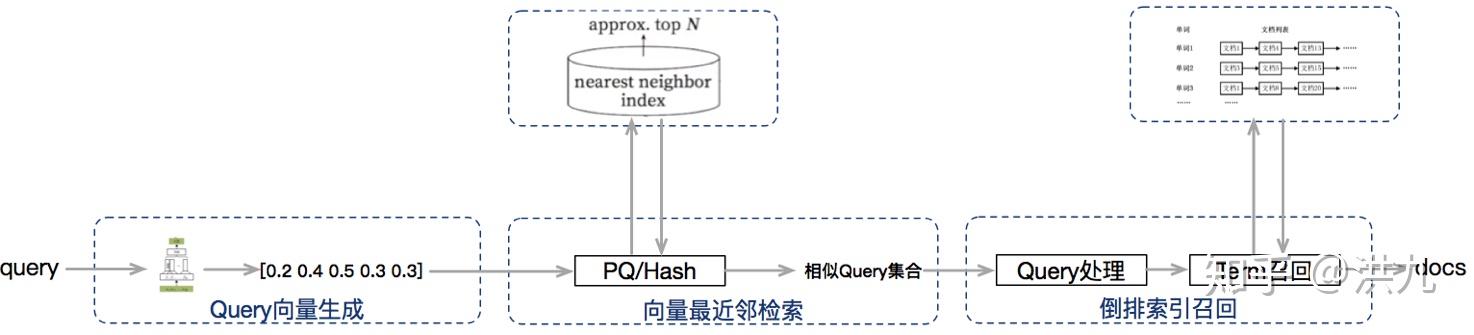 approx. top N
nearest neighbor
index
单词 文档列表
单词1 文档1 文档4 文档13 ……
单词2 文档3 文档5 文档15 ……
单词3 文档1 文档8 文档20 ……
…… ……
query
[0.2 0.4 0.5 0.3 0.3]
PQ/Hash
相似Query集合
Query处理
Term召回
docs
Query向量生成
向量最近邻检索
倒排索引召回
知乎 @洪九